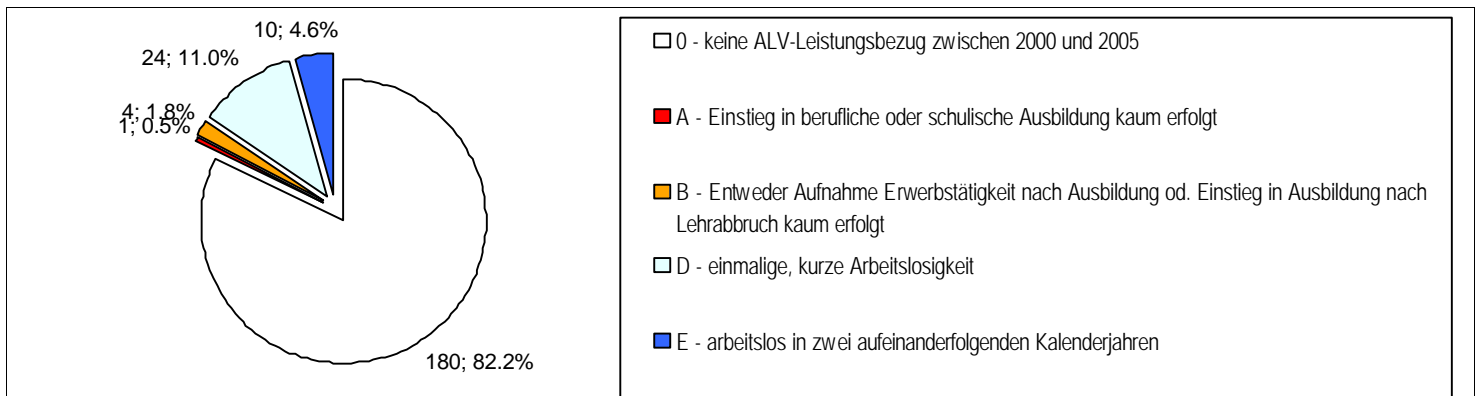 10; 4.6%
24; 11.0%
4; 1.8%
1; 0.5%
180; 82.2%
0 - keine ALV-Leistungsbezug zwischen 2000 und 2005
A - Einstieg in berufliche oder schulische Ausbildung kaum erfolgt
B - Entweder Aufnahme Erwerbstätigkeit nach Ausbildung od. Einstieg in Ausbildung nach
Lehrabbruch kaum erfolgt
D - einmalige, kurze Arbeitslosigkeit
E - arbeitslos in zwei aufeinanderfolgenden Kalenderjahren